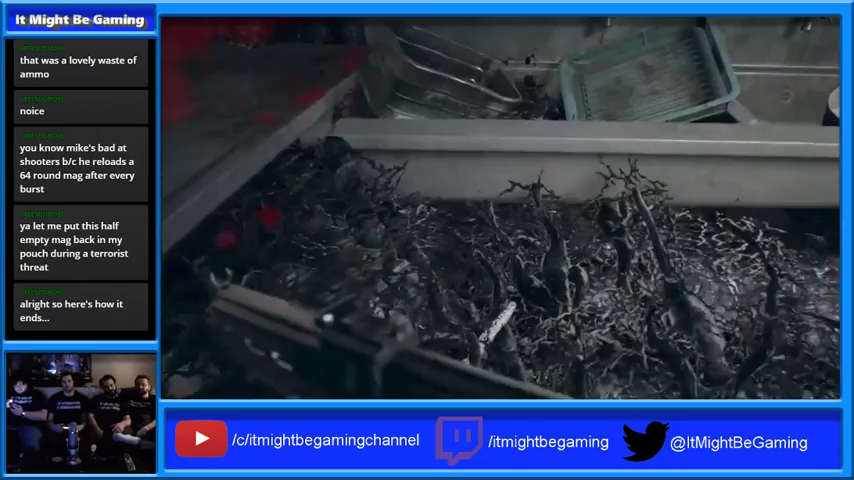 It Might Be Gaming
that was a lovely waste of
ammo
noice
you know mike's bad at
shooters b/c he reloads a
64 round mag after every
burst
ya let me put this half
empty mag back in my
pouch during a terrorist
threat
alright so here's how it
ends...
/c/itmightbegamingchannel
/itmightbegaming
@ItMightBeGaming